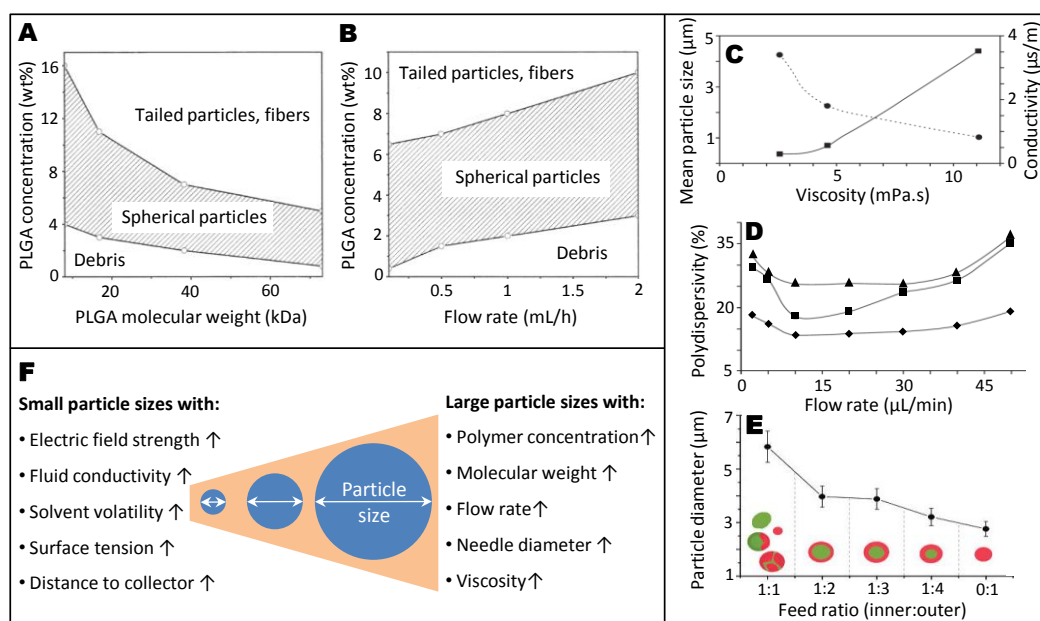 A
PLGA concentration (wt%)
16
12
8
4
0
Tailed particles, fibers
Spherical particles
Debris
20
40
60
PLGA molecular weight (kDa)
B
PLGA concentration (wt%)
10
8
6
4
2
0
Tailed particles, fibers
Spherical particles
Debris
0.5
1
1.5
2
Flow rate (mL/h)
C
Mean particle size (µm)
5
3
1
Conductivity (µs/m)
4
3
2
1
0
0
5
10
Viscosity (mPa.s)
D
Polydispersivity (%)
35
20
10
5
0
15
30
45
Flow rate (µL/min)
E
Particle diameter (µm)
7
5
3
1
1:1
1:2
1:3
1:4
0:1
Feed ratio (inner:outer)
F
Small particle sizes with:
• Electric field strength ↑
• Fluid conductivity ↑
• Solvent volatility ↑
• Surface tension ↑
• Distance to collector ↑
Particle
size
Large particle sizes with:
• Polymer concentration↑
• Molecular weight ↑
• Flow rate↑
• Needle diameter ↑
• Viscosity↑